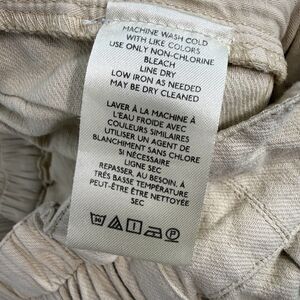 MACHINE WASH COLD
WITH LIKE COLORS
USE ONLY NON-CHLORINE
BLEACH
LINE DRY
LOW IRON AS NEEDED
MAY BE DRY CLEANED
LAVER À LA MACHINE À
L'EAU FROIDE AVEC
COULEURS SIMILAIRES
UTILISER UN AGENT DE
BLANCHIMENT SANS CHLORE
SI NÉCESSAIRE
LIGNE SEC
REPASSER, AU BESOIN, À
TRÈS BASSE TEMPÉRATURE
PEUT-ÊTRE ÊTRE NETTOYÉE
SEC
30
P